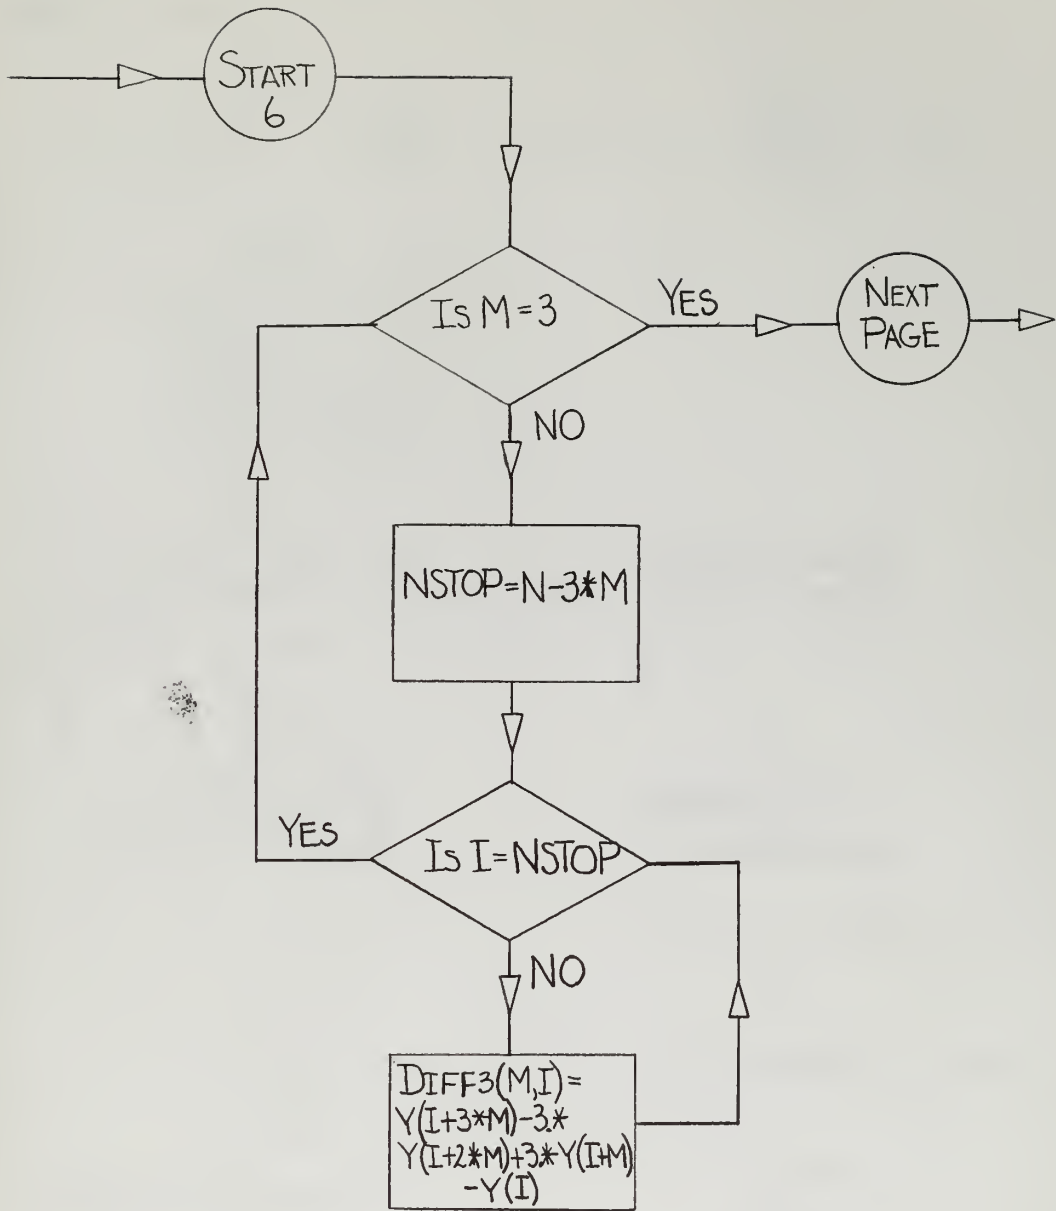 START
6
Is M=3
YES
NEXT
PAGE
NO
NSTOP=N-3*M
YES
Is I=NSTOP
NO
DIFF3(M,I)=
Y(I+3*M)-3.*
Y(I+2*M)+3.*Y(I+M)
-Y(I)